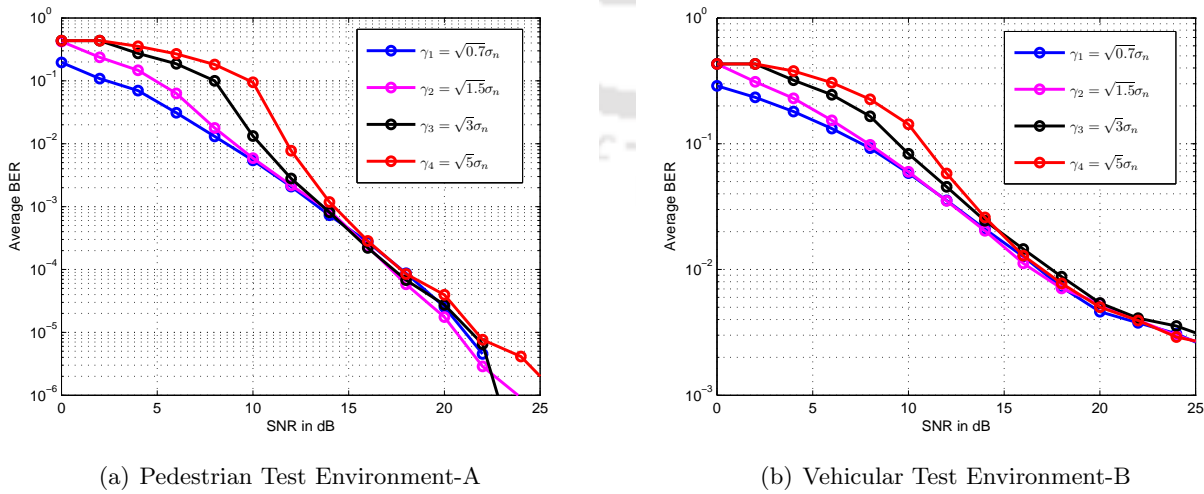 10^0
10^-1
10^-2
10^-3
10^-4
10^-5
10^-6
Average BER
0 5 10 15 20 25
SNR in dB
γ₁ = √0.7σₙ
γ₂ = √1.5σₙ
γ₃ = √3σₙ
γ₄ = √5σₙ
(a) Pedestrian Test Environment-A
10^0
10^-1
10^-2
10^-3
Average BER
0 5 10 15 20 25
SNR in dB
γ₁ = √0.7σₙ
γ₂ = √1.5σₙ
γ₃ = √3σₙ
γ₄ = √5σₙ
(b) Vehicular Test Environment-B